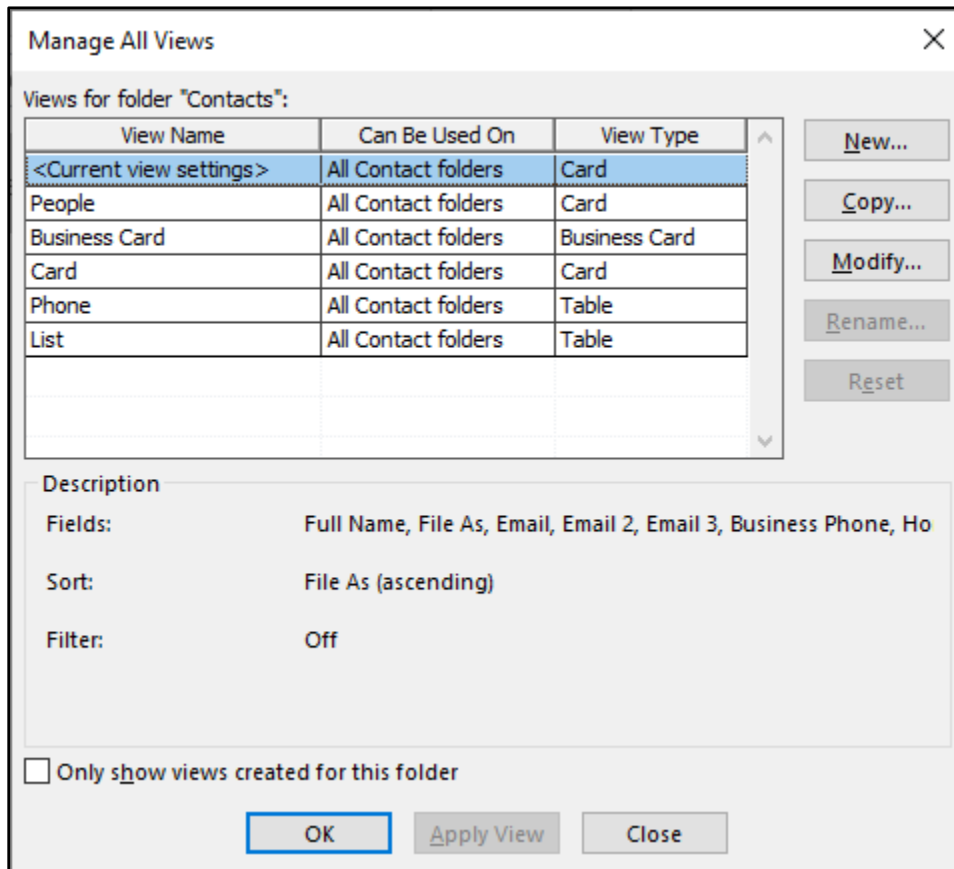 Manage All Views
Views for folder "Contacts":
View Name Can Be Used On View Type
<Current view settings> All Contact folders Card
People All Contact folders Card
Business Card All Contact folders Business Card
Card All Contact folders Card
Phone All Contact folders Table
List All Contact folders Table
New...
Copy...
Modify...
Rename...
Reset
Description
Fields: Full Name, File As, Email, Email 2, Email 3, Business Phone, Ho
Sort: File As (ascending)
Filter: Off
Only show views created for this folder
OK Apply View Close